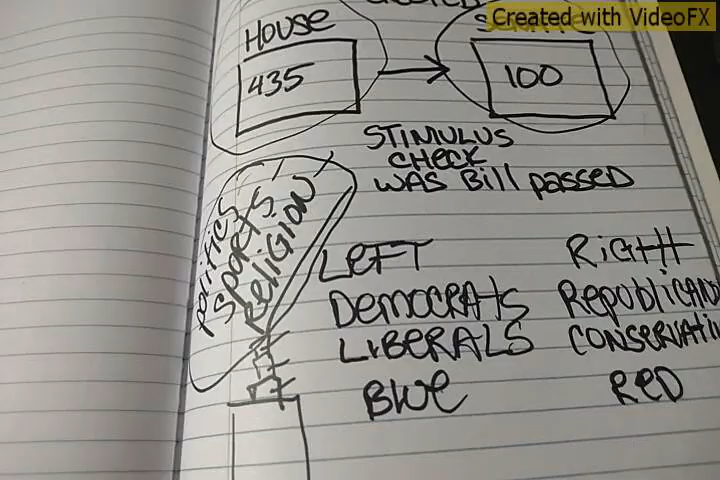 Created with VideoFX
HOUSE
435
100
STIMULUS
CHECK
WAS Bill passed
POLITICS
SPORTS
RELIGION
LEFT
RIGHT
DEMOCRATS
LIBERALS
CONSERVATI
Blue
Red